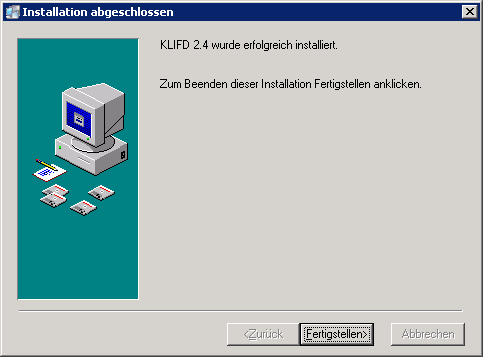 Installation abgeschlossen
KLIFD 2.4 wurde erfolgreich installiert.
Zum Beenden dieser Installation Fertigstellen anklicken.
<Zurück
Fertigstellen>
Abbrechen